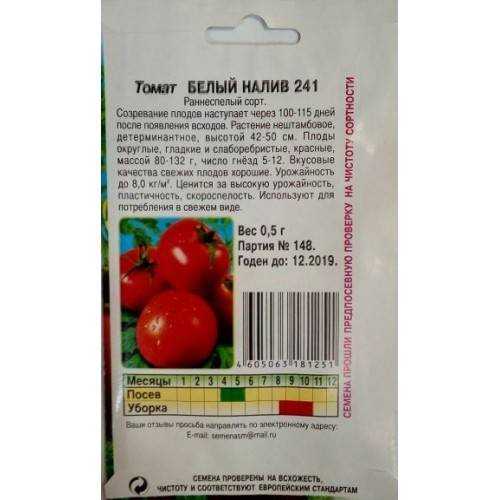 Томат БЕЛЫЙ НАЛИВ 241
Раннеспелый сорт.
Созревание плодов наступает через 100-115 дней
после появления всходов. Растение нештамбовое,
детерминантное, высотой 42-50 см. Плоды
округлые, гладкие и слаборебристые, красные,
массой 80-132 г, число гнёзд 5-12. Вкусовые
качества свежих плодов хорошие. Урожайность
до 8,0 кг/м². Ценится за высокую урожайность,
пластичность, скороспелость. Используют для
потребления в свежем виде.
Вес 0,5 г
Партия № 148.
Годен до: 12.2019.
4 605063 181251
Месяцы 1 2 3 4 5 6 7 8 9 10 11 12
Посев
Уборка
Ваши отзывы просьба направлять по электронному адресу:
e-mail: semenasm@mail.ru
СЕМЕНА ПРОВЕРЕНЫ НА ВСХОЖЕСТЬ,
ЧИСТОТУ И СООТВЕТСТВУЮТ ЕВРОПЕЙСКИМ СТАНДАРТАМ
СЕМЕНА ПРОШЛИ ПРЕДПОСЕВНУЮ ПРОВЕРКУ НА ЧИСТОТУ СОРТНОСТИ